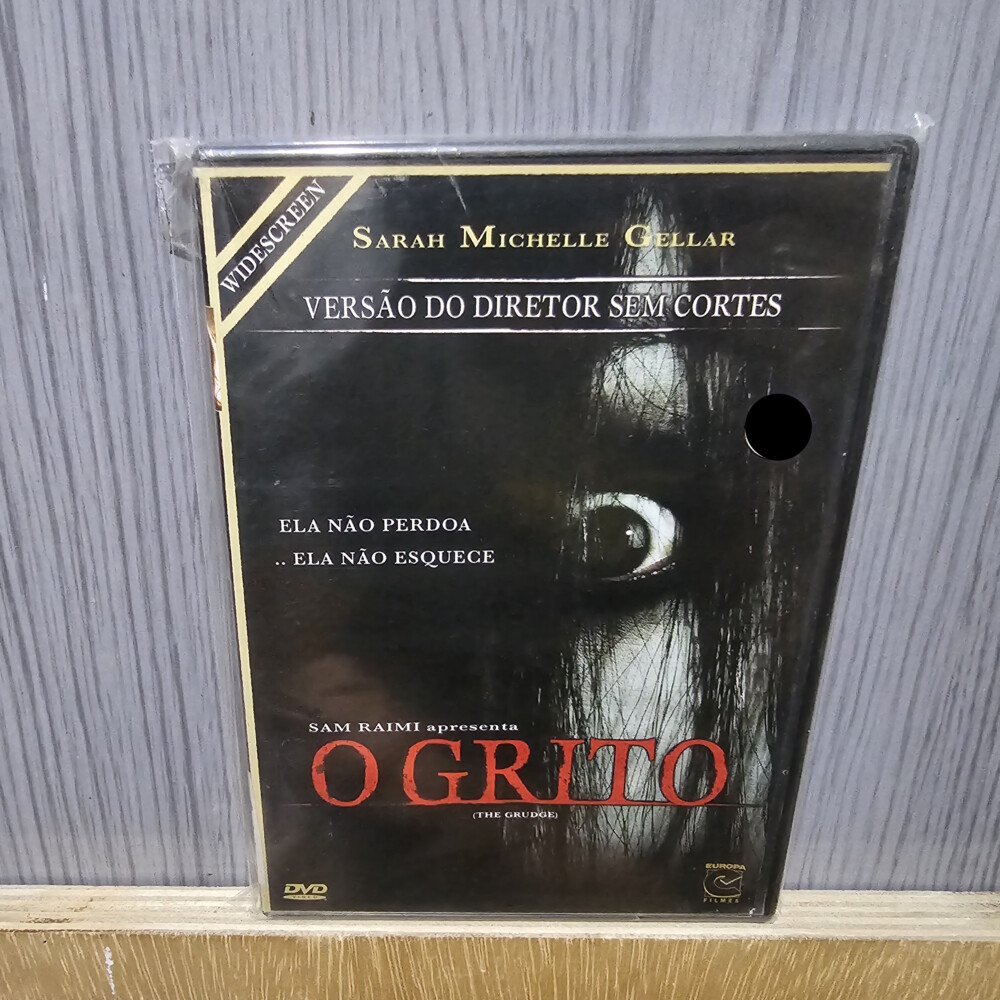 WIDESCREEN
SARAH MICHELLE GELLAR
VERSÃO DO DIRETOR SEM CORTES
ELA NÃO PERDOA
.. ELA NÃO ESQUECE
SAM RAIMI apresenta
O GRITO
(THE GRUDGE)
DVD
VIDEO
EUROPA
FILMES